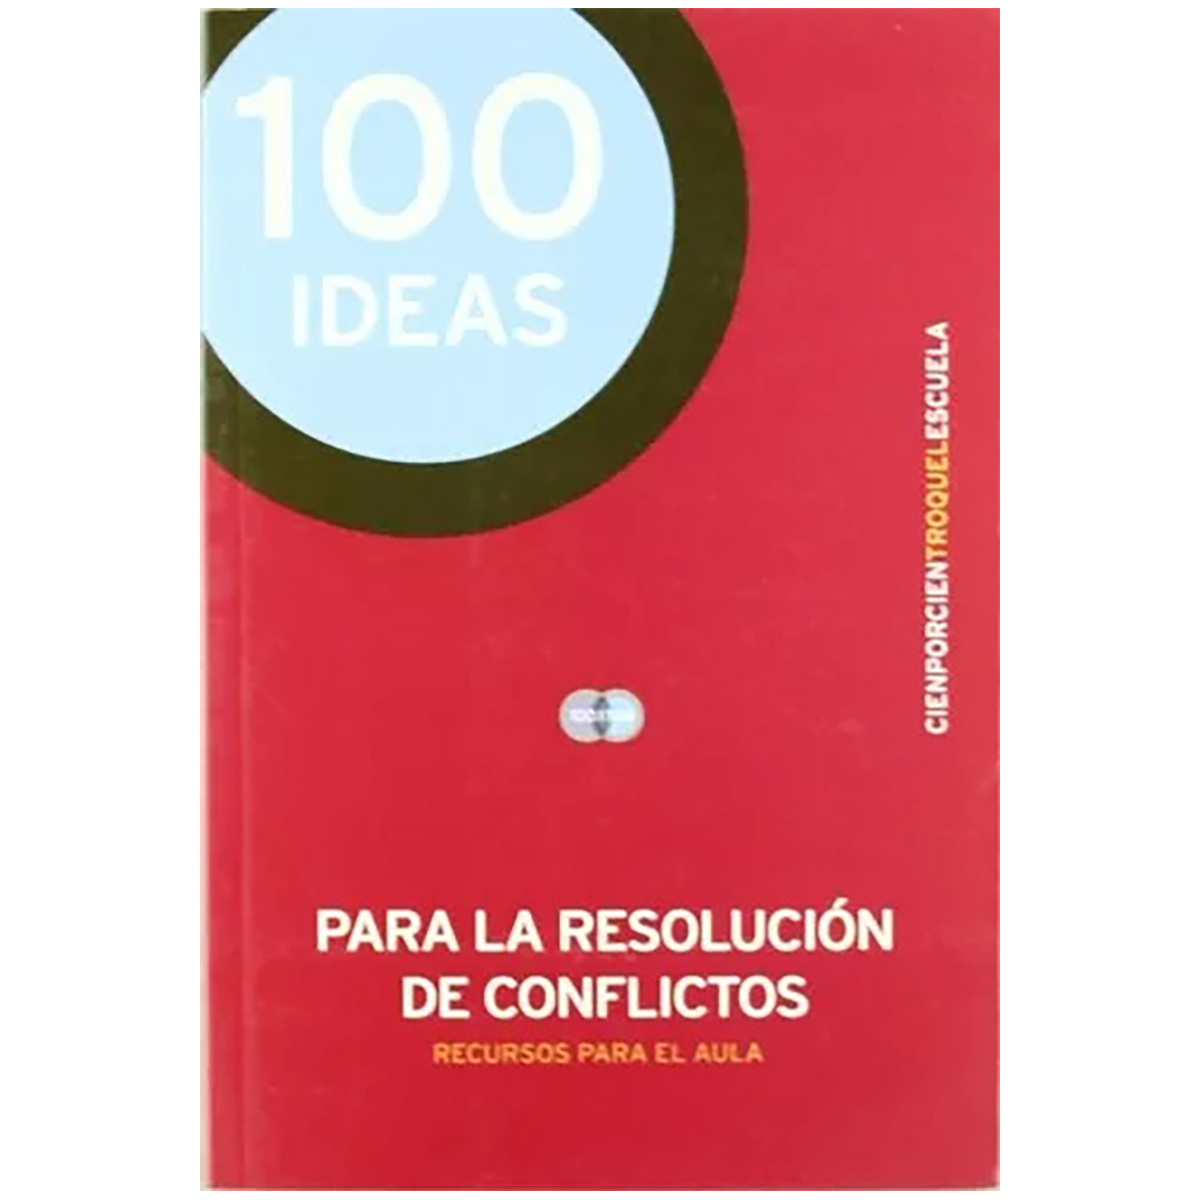 100
IDEAS
CIENPORCIENTROQUELESCUELA
PARA LA RESOLUCIÓN
DE CONFLICTOS
RECURSOS PARA EL AULA